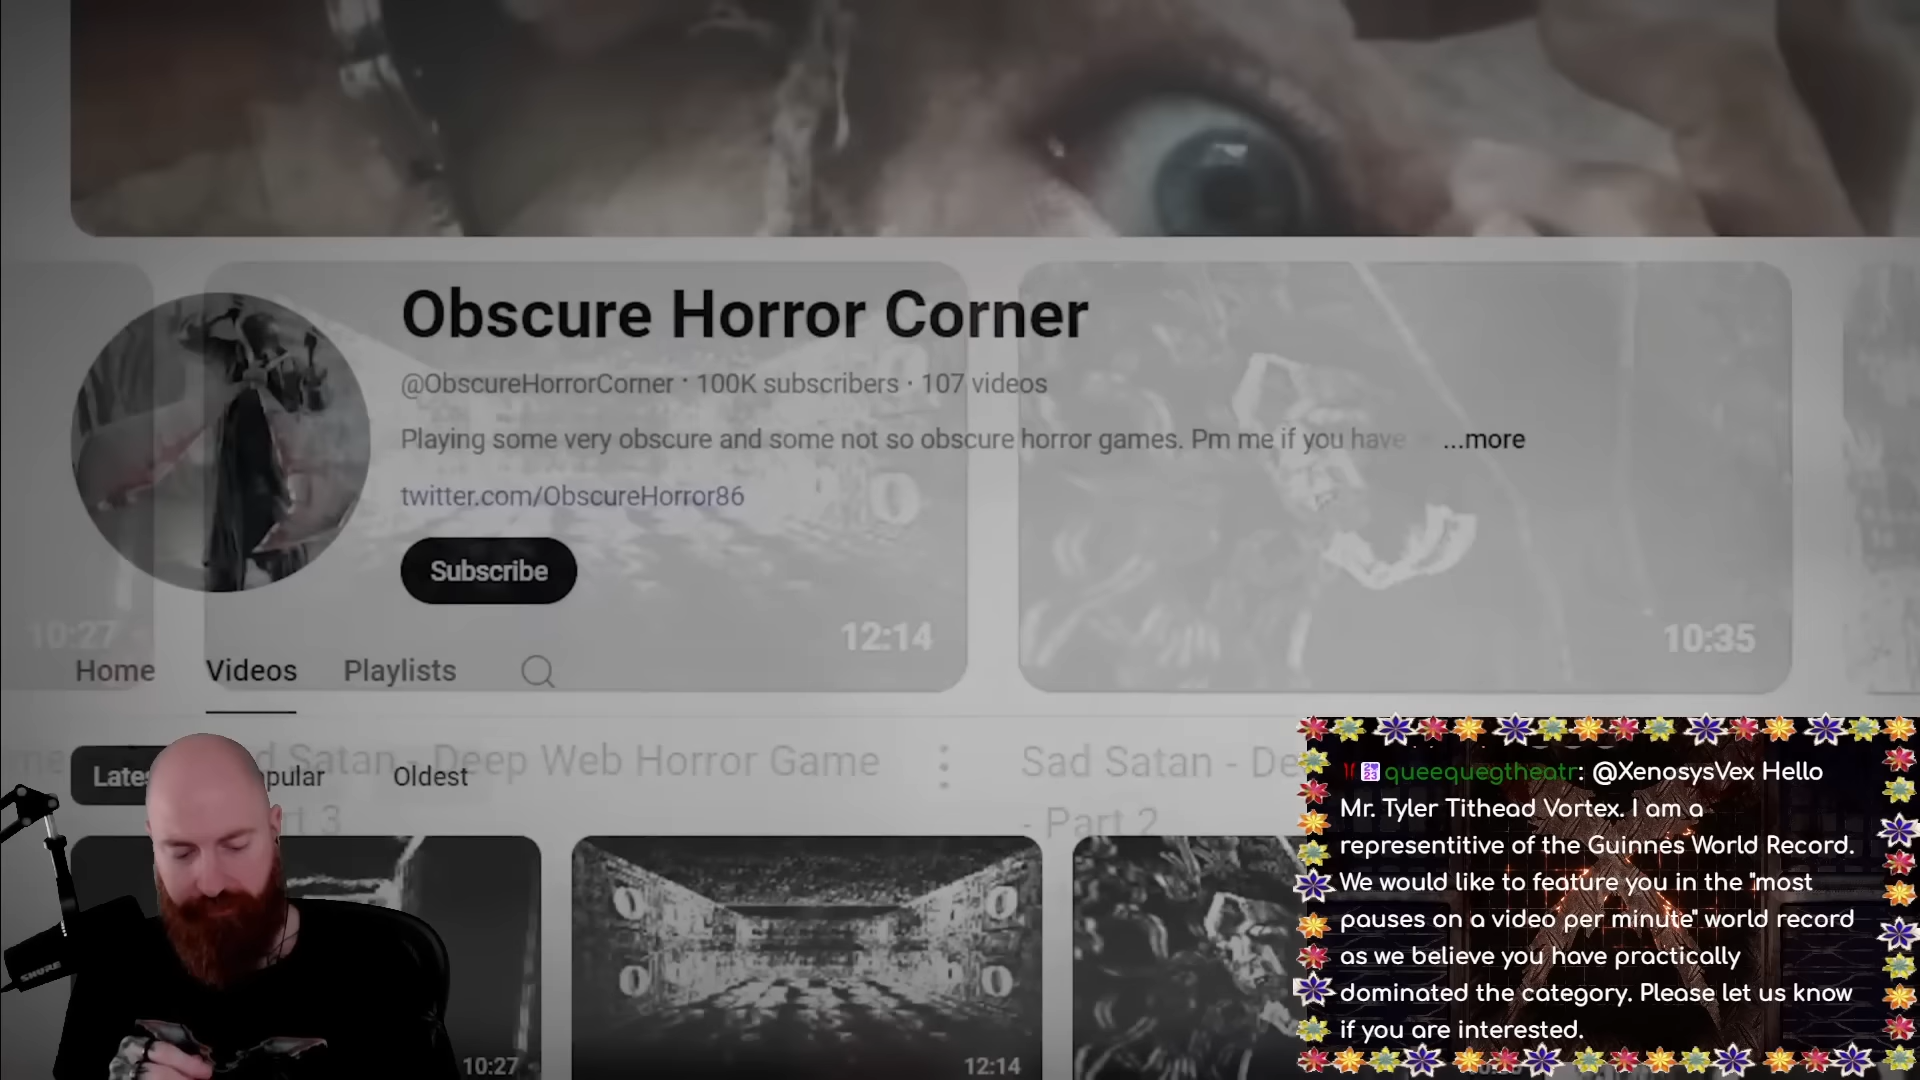 Obscure Horror Corner
@ObscureHorrorCorner · 100K subscribers · 107 videos
Playing some very obscure and some not so obscure horror games. Pm me if you have ...more
twitter.com/ObscureHorror86
Subscribe
10:27
12:14
10:35
Home Videos Playlists
Sad Satan - Deep Web Horror Game
Sad Satan - De
Oldest
- Part 2
10:27
12:14
SHURE
queequegtheatr: @XenosysVex Hello
Mr. Tyler Tithead Vortex. I am a
representitive of the Guinnes World Record.
We would like to feature you in the "most
pauses on a video per minute" world record
as we believe you have practically
dominated the category. Please let us know
if you are interested.